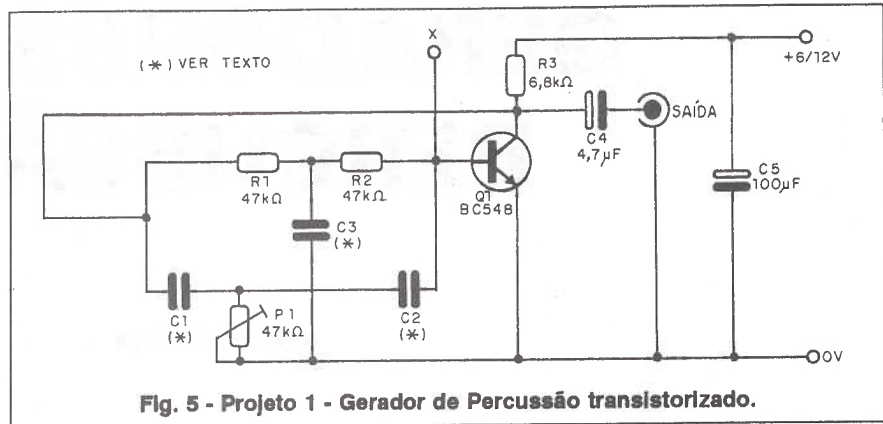 (*) VER TEXTO
X
+6/12V
R3
6,8kΩ
SAÍDA
C4
4,7μF
R1
47kΩ
R2
47kΩ
Q1
BC548
C5
100μF
C3
(*)
C1
(*)
P1
47kΩ
C2
(*)
0V
Fig. 5 - Projeto 1 - Gerador de Percussão transistorizado.